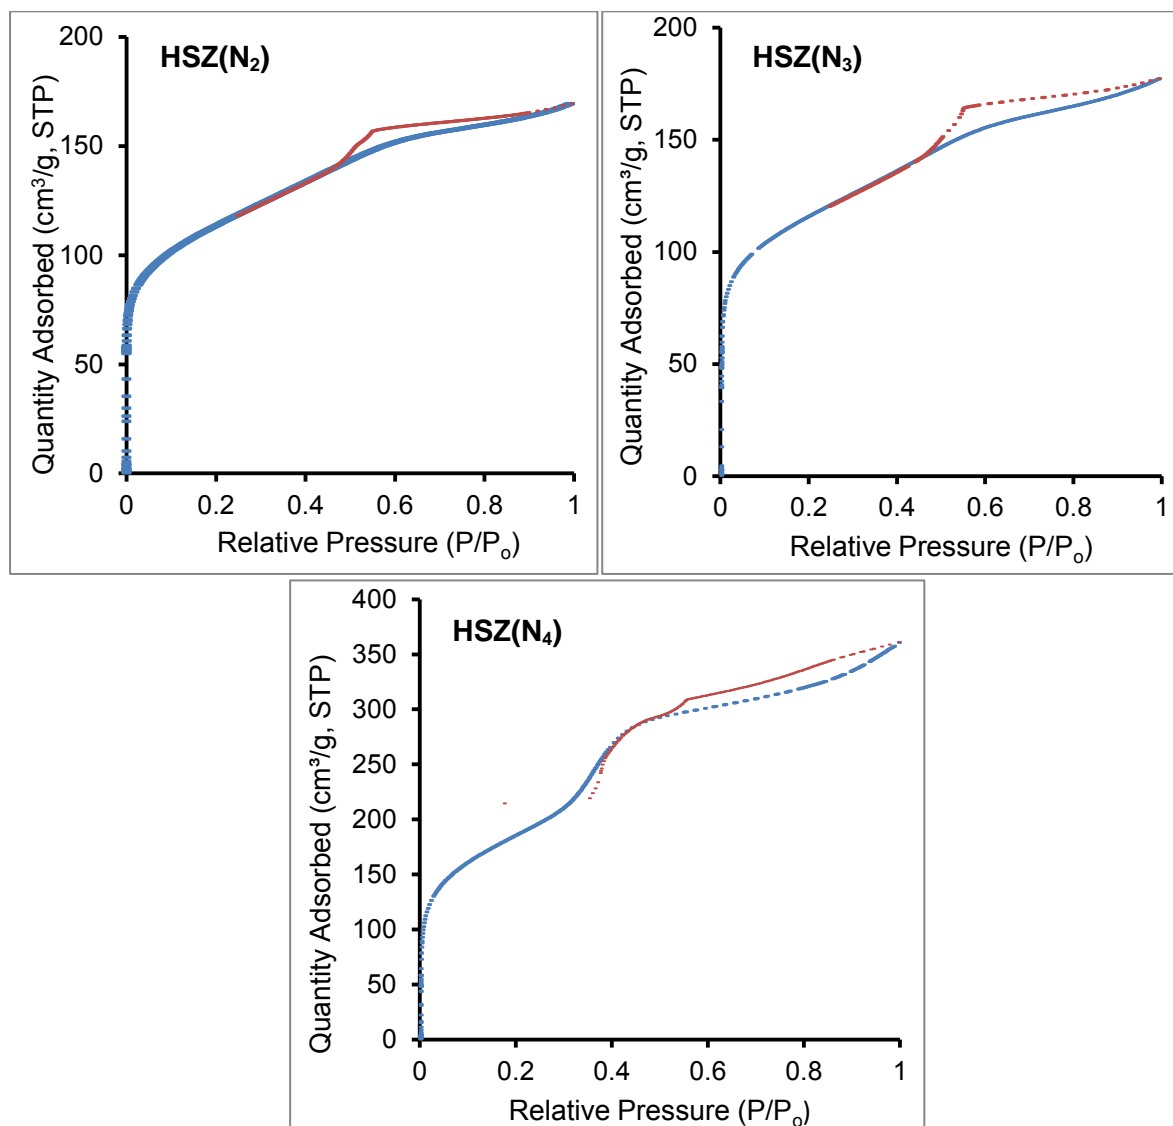 HSZ(N₂)
Quantity Adsorbed (cm³/g, STP)
200
150
100
50
0
0 0.2 0.4 0.6 0.8 1
Relative Pressure (P/Pₒ)
HSZ(N₃)
Quantity Adsorbed (cm³/g, STP)
200
150
100
50
0
0 0.2 0.4 0.6 0.8 1
Relative Pressure (P/Pₒ)
HSZ(N₄)
Quantity Adsorbed (cm³/g, STP)
400
350
300
250
200
150
100
50
0
0 0.2 0.4 0.6 0.8 1
Relative Pressure (P/Pₒ)